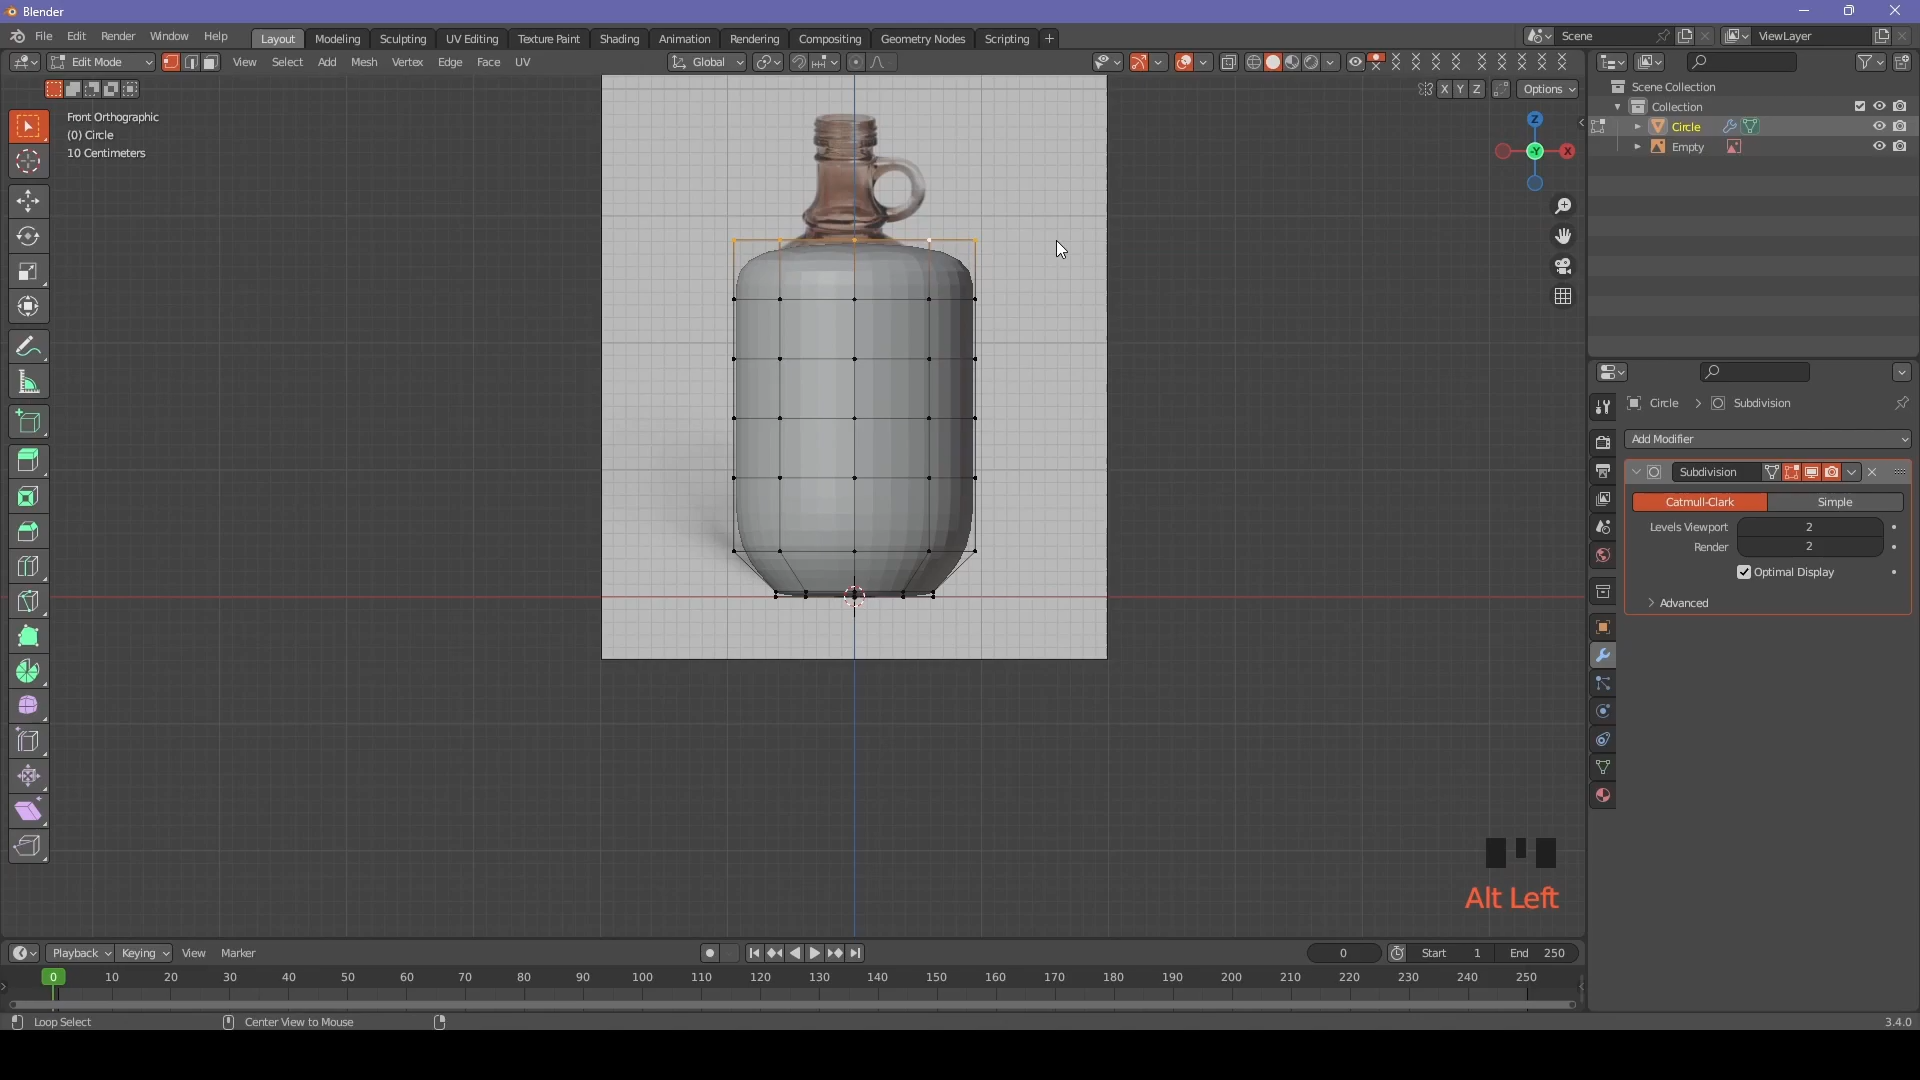 Blender
File Edit Render Window Help Layout Modeling Sculpting UV Editing Texture Paint Shading Animation Rendering Compositing Geometry Nodes Scripting + Scene ViewLayer
Edit Mode View Select Add Mesh Vertex Edge Face UV Global
X Y Z Options
Scene Collection
Collection
Circle
Empty
Front Orthographic
(0) Circle
10 Centimeters
Z
-Y
X
Circle > Subdivision
Add Modifier
Subdivision
Catmull-Clark Simple
Levels Viewport 2
Render 2
Optimal Display
Advanced
Alt Left
Playback Keying View Marker 0 Start 1 End 250
0 10 20 30 40 50 60 70 80 90 100 110 120 130 140 150 160 170 180 190 200 210 220 230 240 250
Loop Select Center View to Mouse 3.4.0